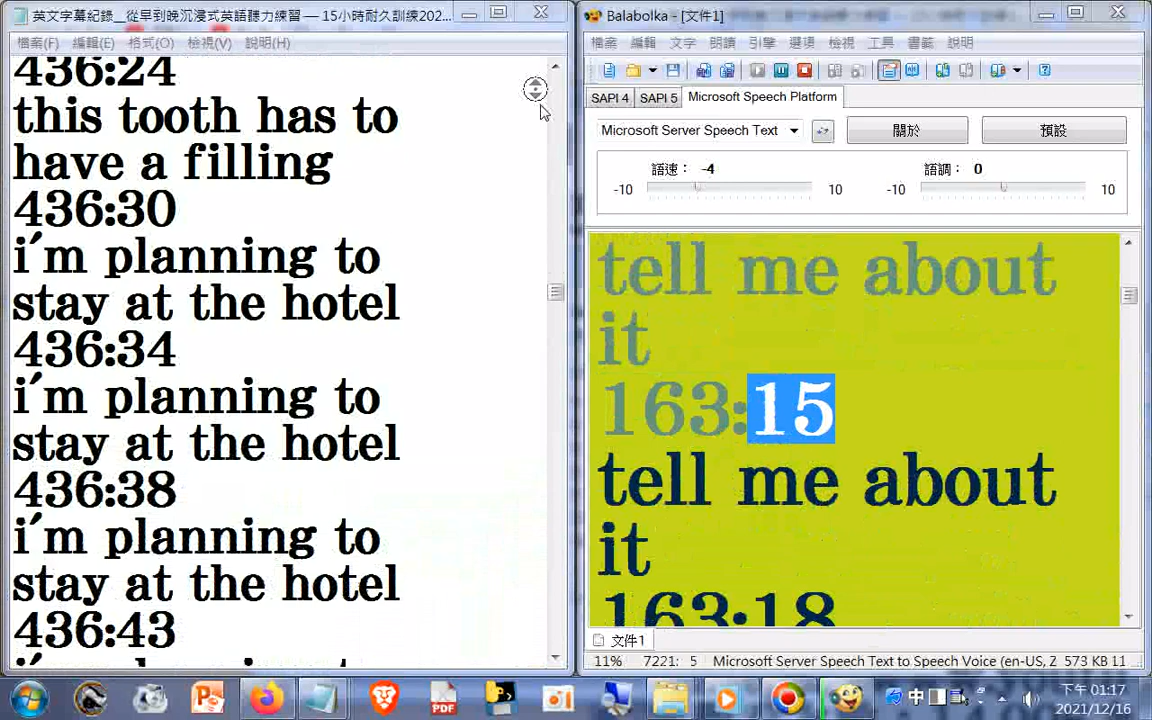 英文字幕紀錄__從早到晚沉浸式英語聽力練習 — 15小時耐久訓練202...
檔案(F) 編輯(E) 格式(O) 檢視(V) 說明(H)
436:24
this tooth has to
have a filling
436:30
i'm planning to
stay at the hotel
436:34
i'm planning to
stay at the hotel
436:38
i'm planning to
stay at the hotel
436:43
i'm planning to
Balabolka - [文件1]
檔案 編輯 文字 朗讀 引擎 選項 檢視 工具 書籤 說明
SAPI 4 SAPI 5 Microsoft Speech Platform
Microsoft Server Speech Text 關於 預設
語速： -4 語調： 0
-10 10 -10 10
tell me about
it
163:15
tell me about
it
163:18
文件1
11% 7221: 5 Microsoft Server Speech Text to Speech Voice (en-US, 2 573 KB 11
PDF 中 下午 01:17
2021/12/16